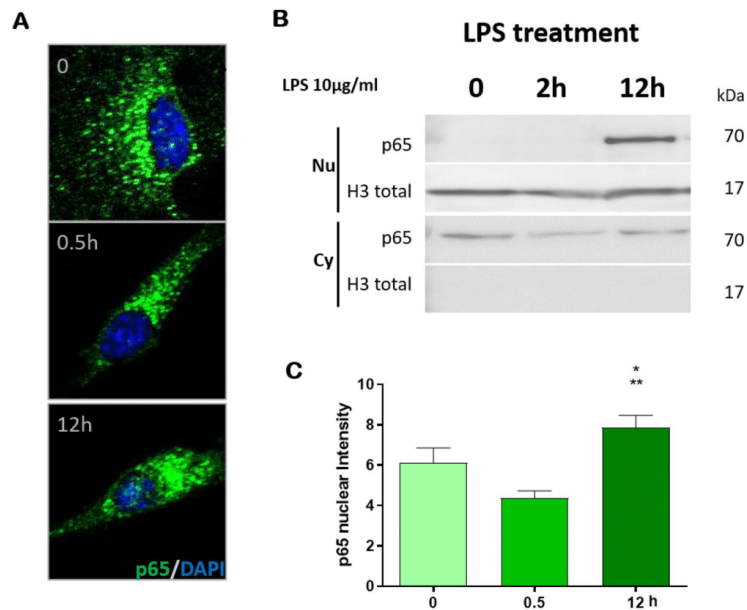 A
0
0.5h
12h
p65/DAPI
B
LPS treatment
LPS 10µg/ml 0 2h 12h kDa
Nu
p65 70
H3 total 17
Cy
p65 70
H3 total 17
C
p65 nuclear Intensity
10
8
6
4
2
0
*
**
0 0.5 12 h